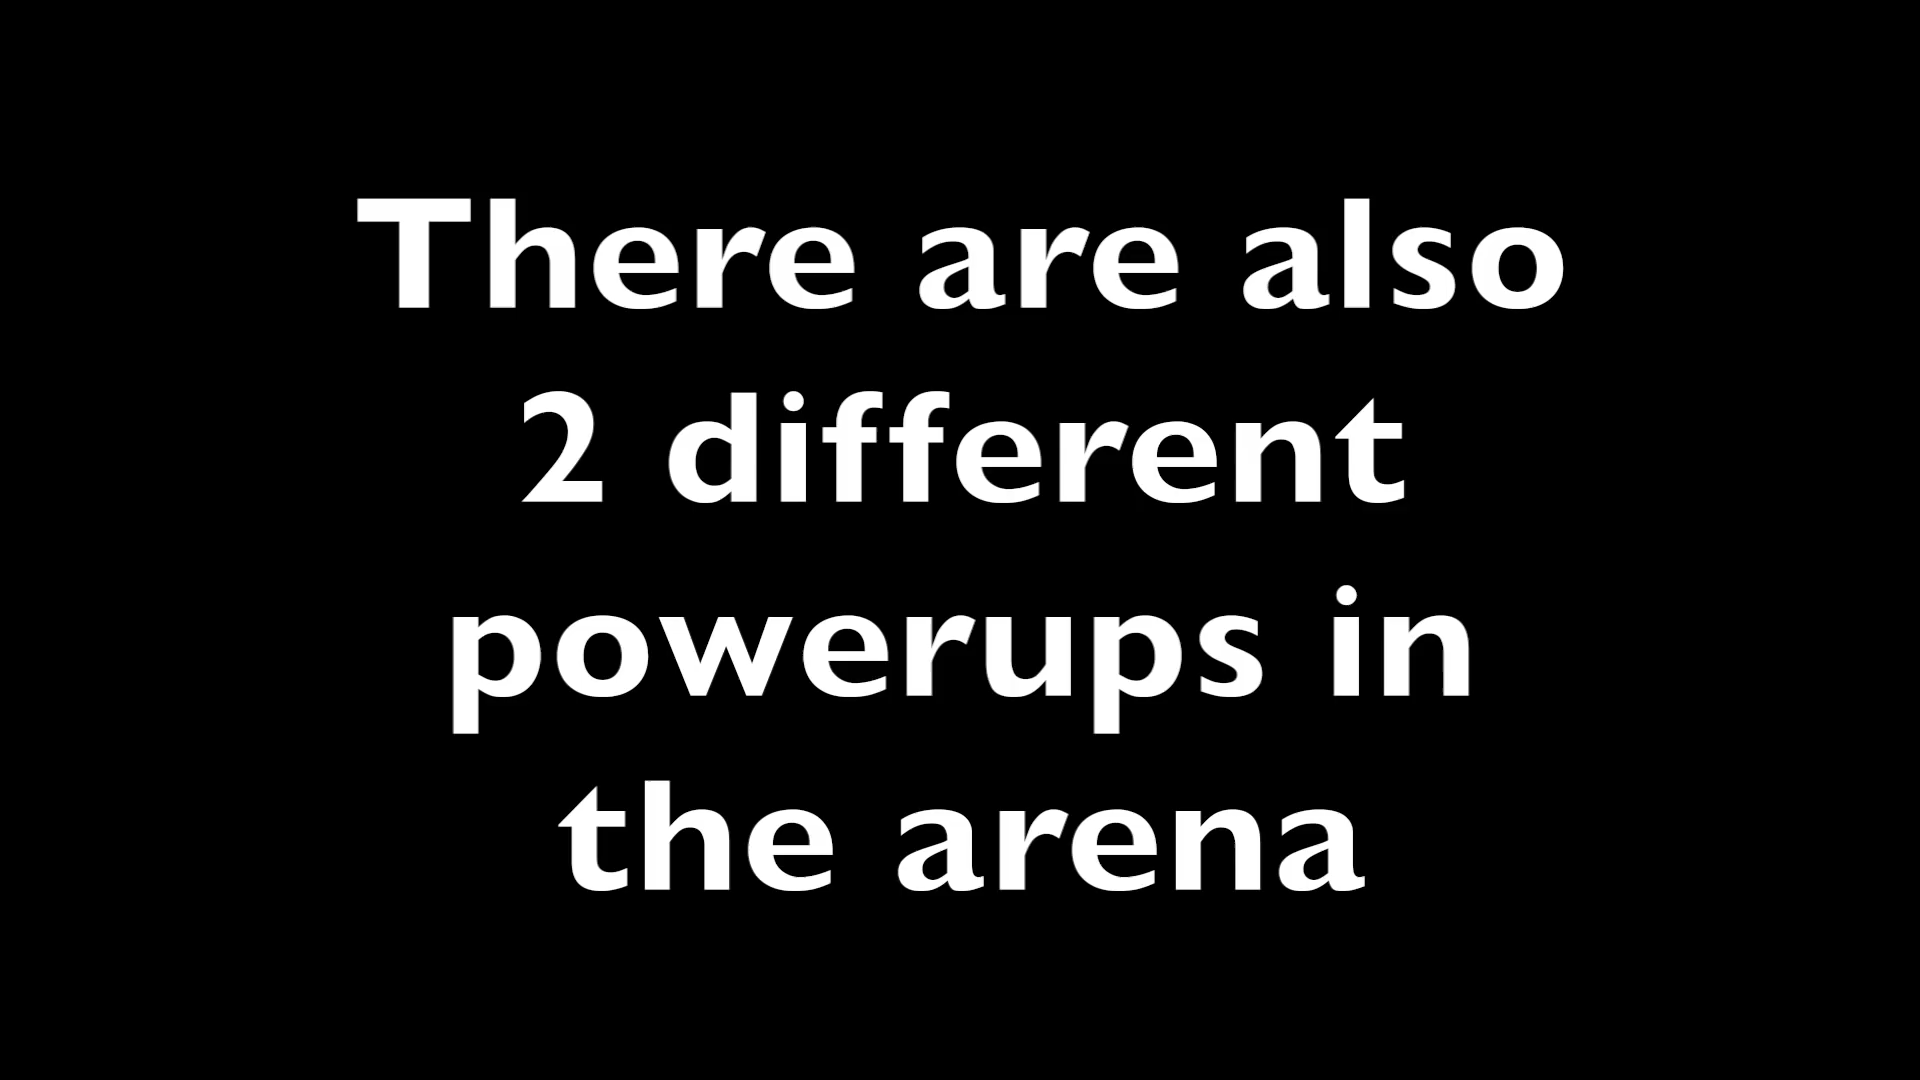 There are also
2 different
powerups in
the arena